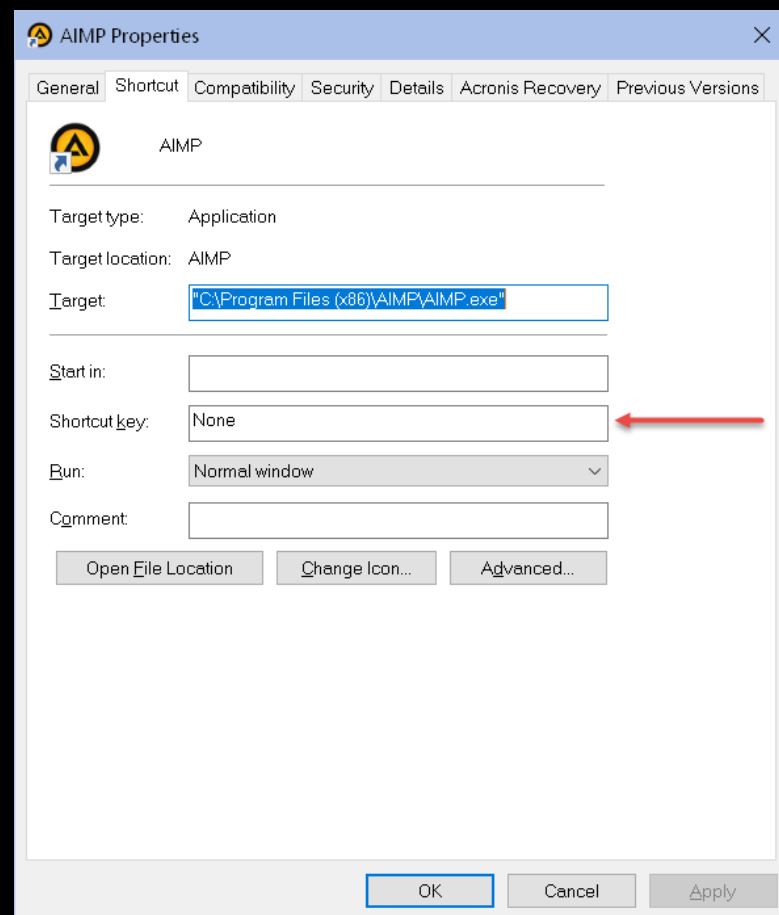 AIMP Properties
General Shortcut Compatibility Security Details Acronis Recovery Previous Versions
AIMP
Target type: Application
Target location: AIMP
Target: "C:\Program Files (x86)\AIMP\AIMP.exe"
Start in:
Shortcut key: None
Run: Normal window
Comment:
Open File Location Change Icon... Advanced...
OK Cancel Apply